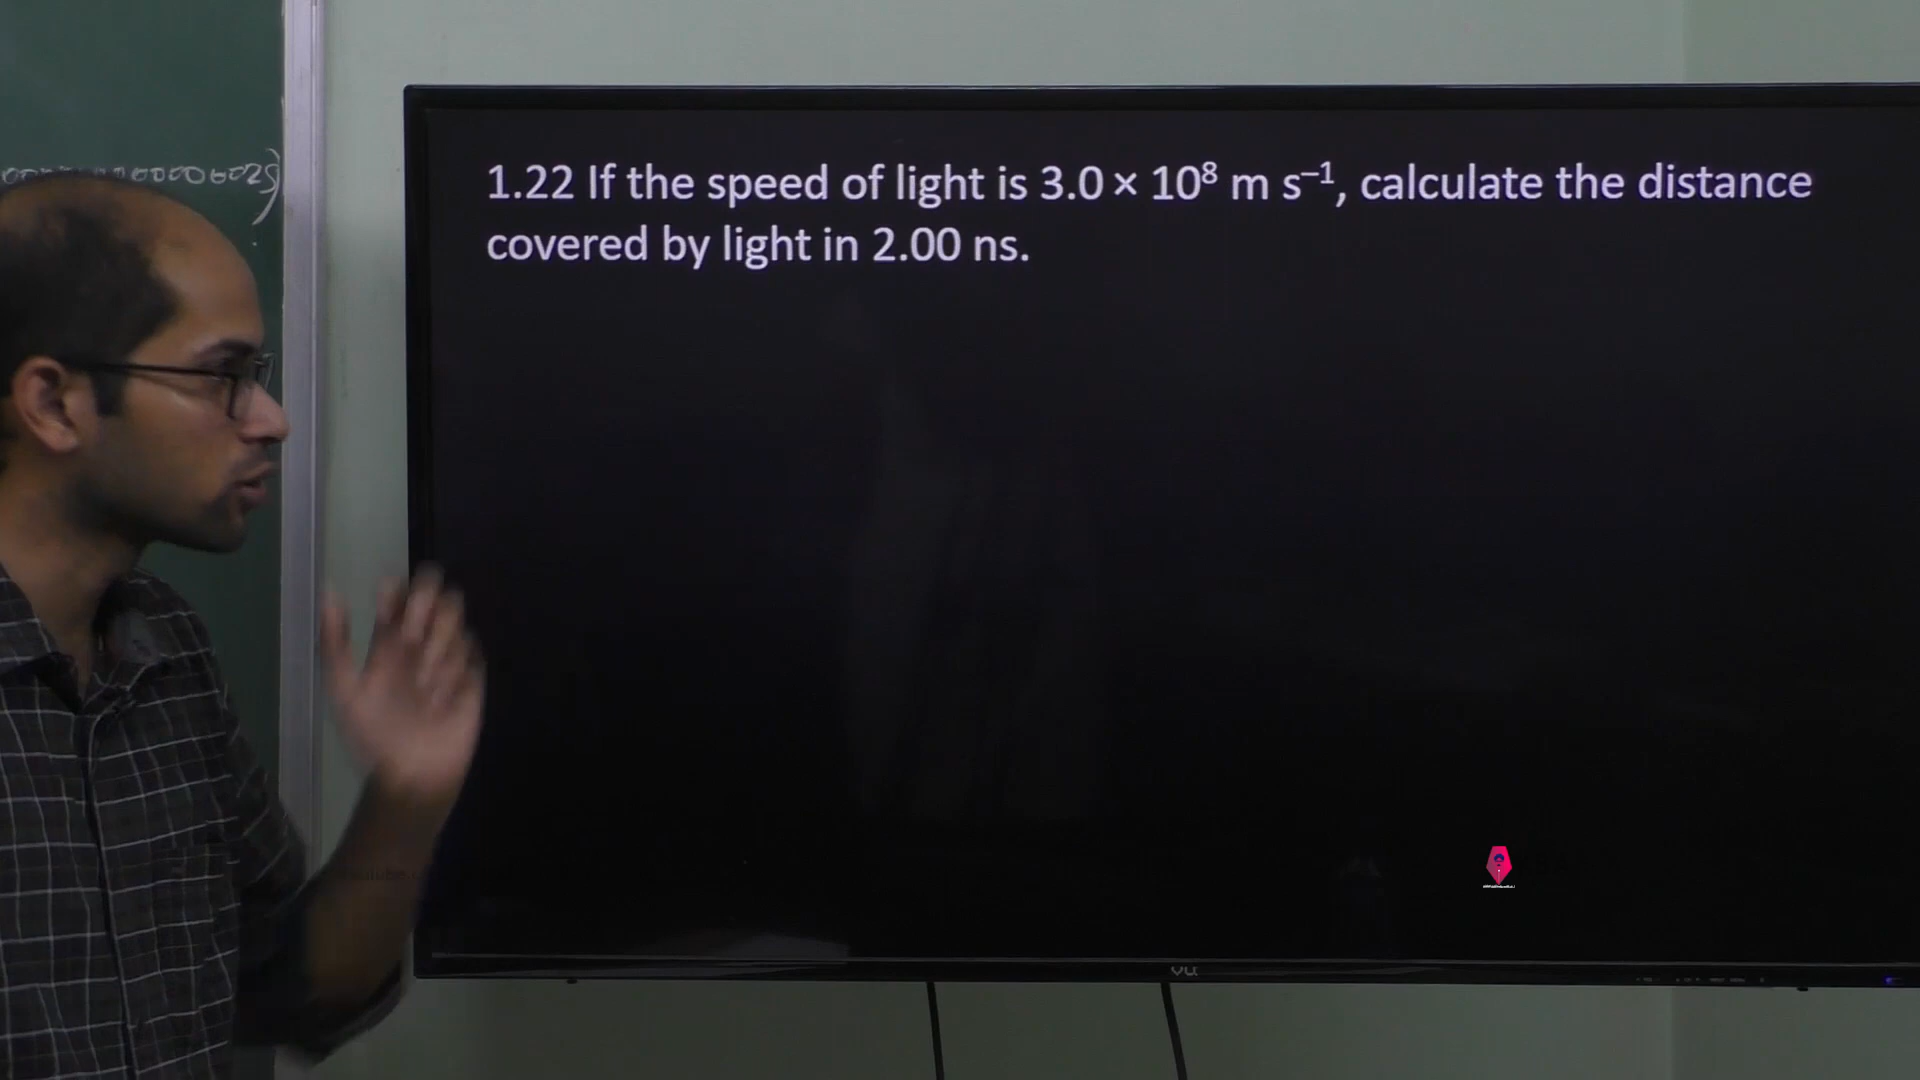 1.22 If the speed of light is 3.0 × 10⁸ m s⁻¹, calculate the distance
covered by light in 2.00 ns.
vu